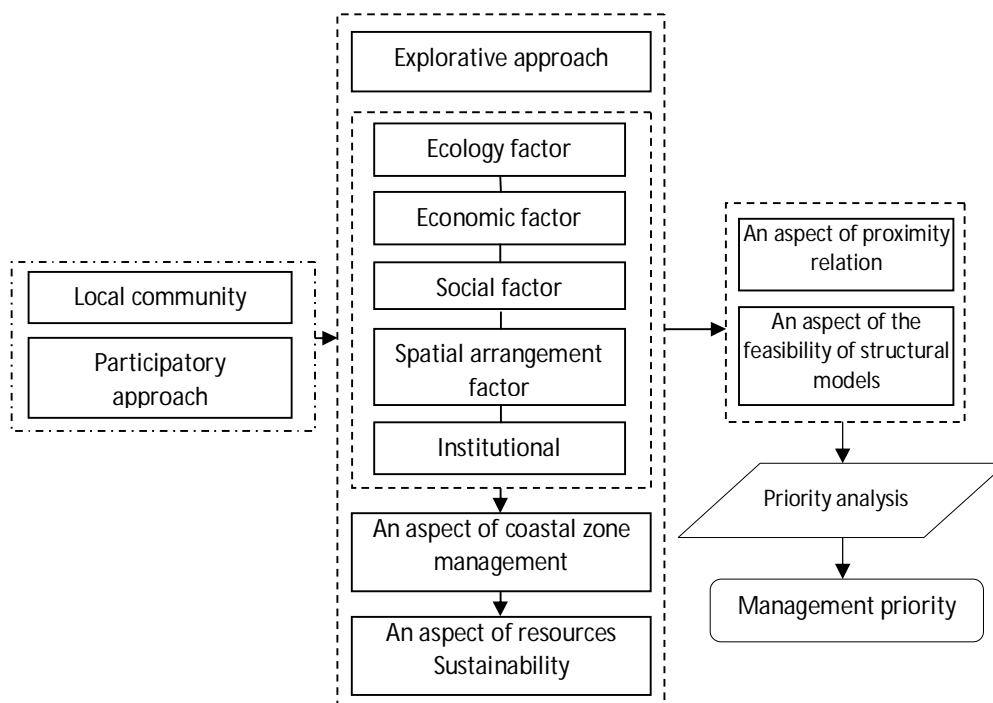 Local community
Participatory
approach
Explorative approach
Ecology factor
Economic factor
Social factor
Spatial arrangement
factor
Institutional
An aspect of coastal zone
management
An aspect of resources
Sustainability
An aspect of proximity
relation
An aspect of the
feasibility of structural
models
Priority analysis
Management priority